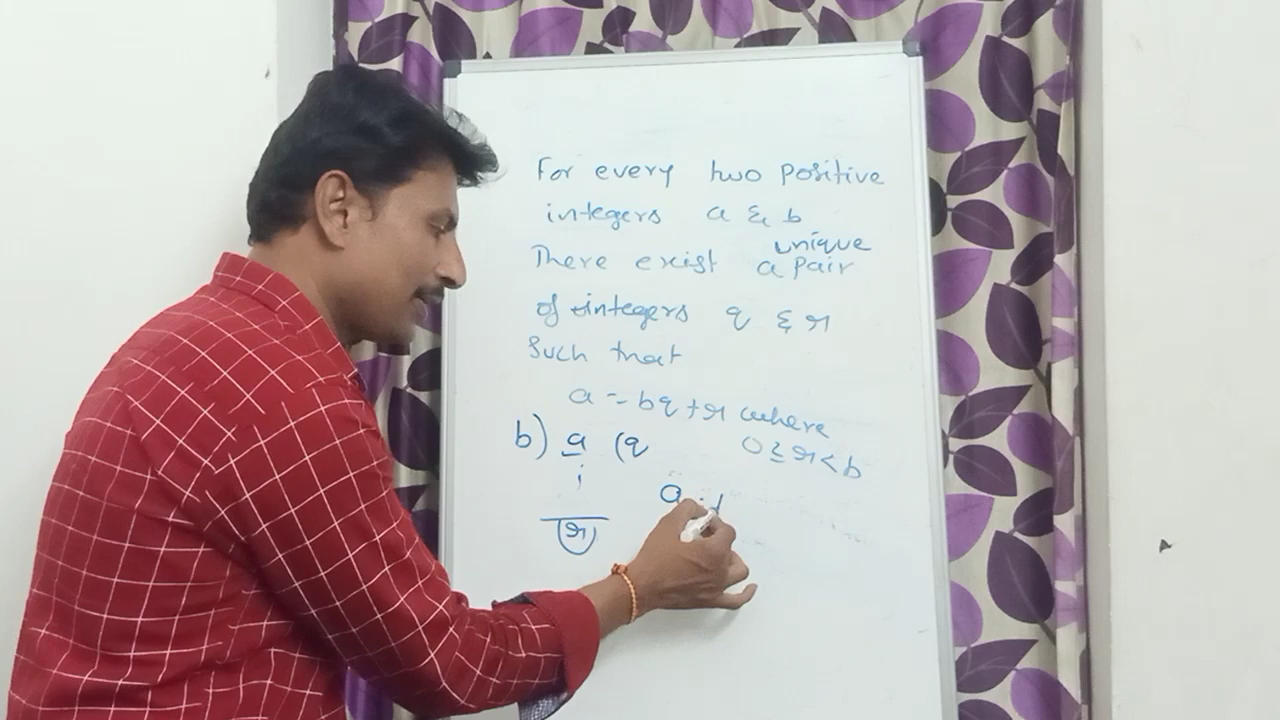 For every two positive
integers a & b
unique
There exist a pair
of integers q & r
Such that
a = bq + r where
0 ≥ r < b
b) a (q
r
a